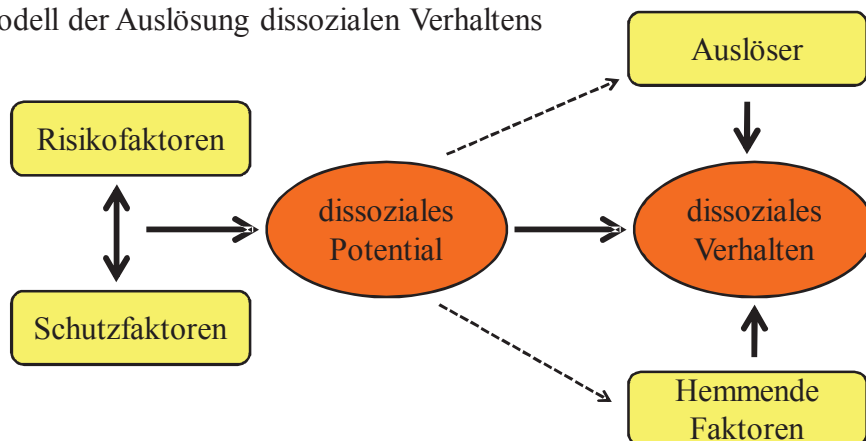 odell der Auslösung dissozialen Verhaltens
Auslöser
Risikofaktoren
dissoziales
Potential
dissoziales
Verhalten
Schutzfaktoren
Hemmende
Faktoren